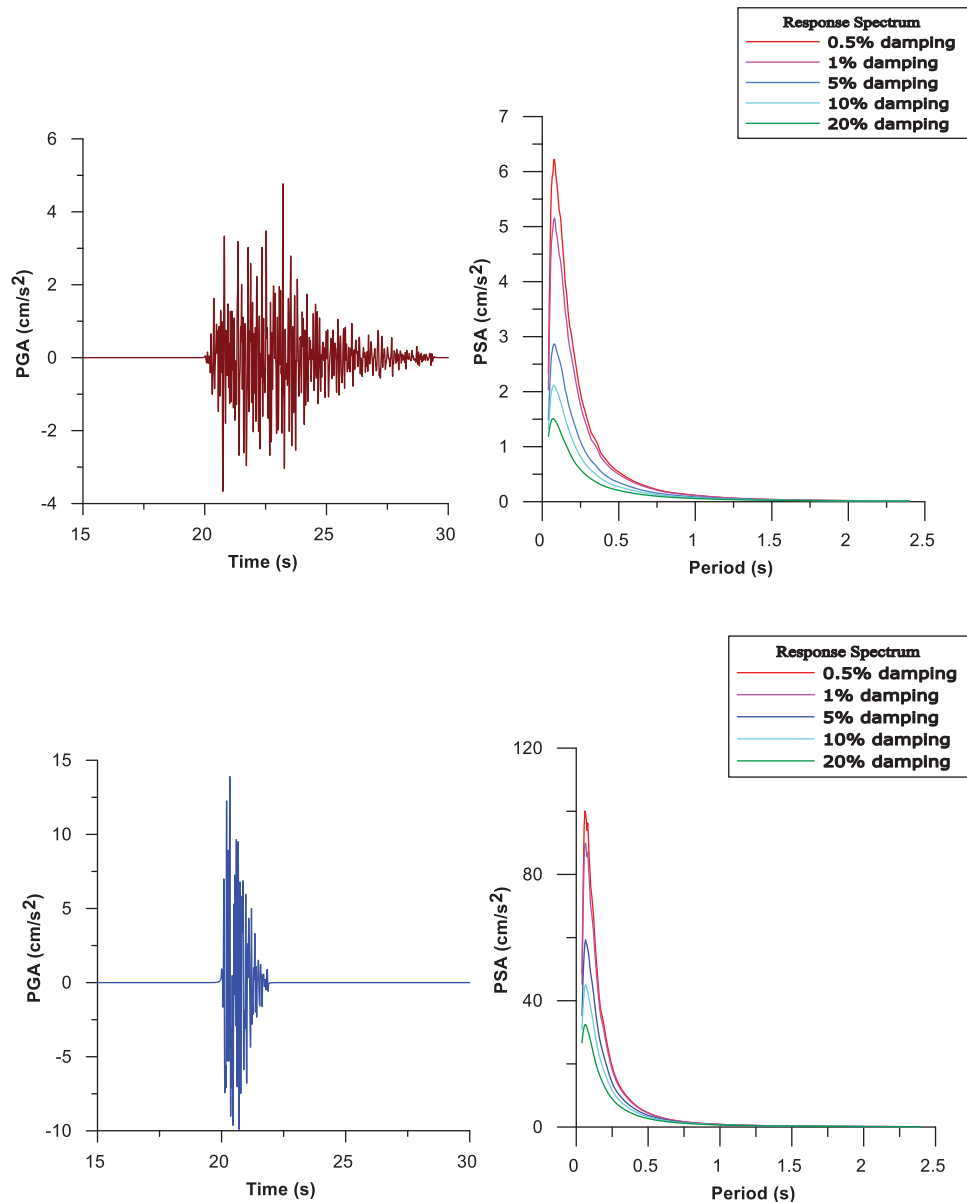 Response Spectrum
0.5% damping
1% damping
5% damping
10% damping
20% damping
6
4
2
0
-2
-4
PGA (cm/s²)
15
20
25
30
Time (s)
7
6
5
4
3
2
1
0
PSA (cm/s²)
0
0.5
1
1.5
2
2.5
Period (s)
Response Spectrum
0.5% damping
1% damping
5% damping
10% damping
20% damping
15
10
5
0
-5
-10
PGA (cm/s²)
15
20
25
30
Time (s)
120
80
40
0
PSA (cm/s²)
0
0.5
1
1.5
2
2.5
Period (s)